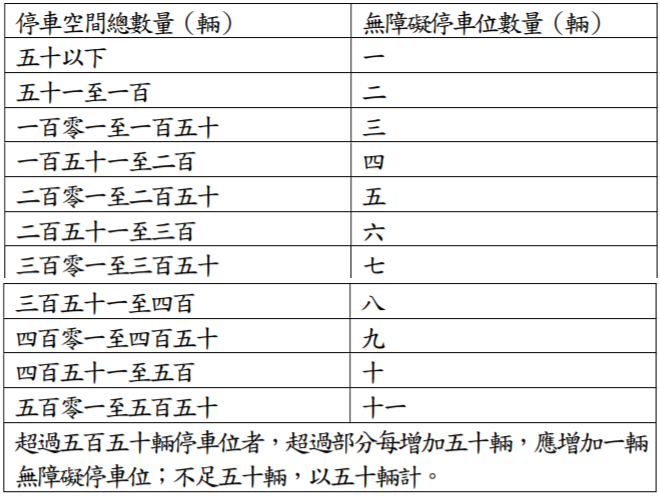 停車空間總數量（輛） 無障礙停車位數量（輛）
五十以下 一
五十一至一百 二
一百零一至一百五十 三
一百五十一至二百 四
二百零一至二百五十 五
二百五十一至三百 六
三百零一至三百五十 七
三百五十一至四百 八
四百零一至四百五十 九
四百五十一至五百 十
五百零一至五百五十 十一
超過五百五十輛停車位者，超過部分每增加五十輛，應增加一輛
無障礙停車位；不足五十輛，以五十輛計。